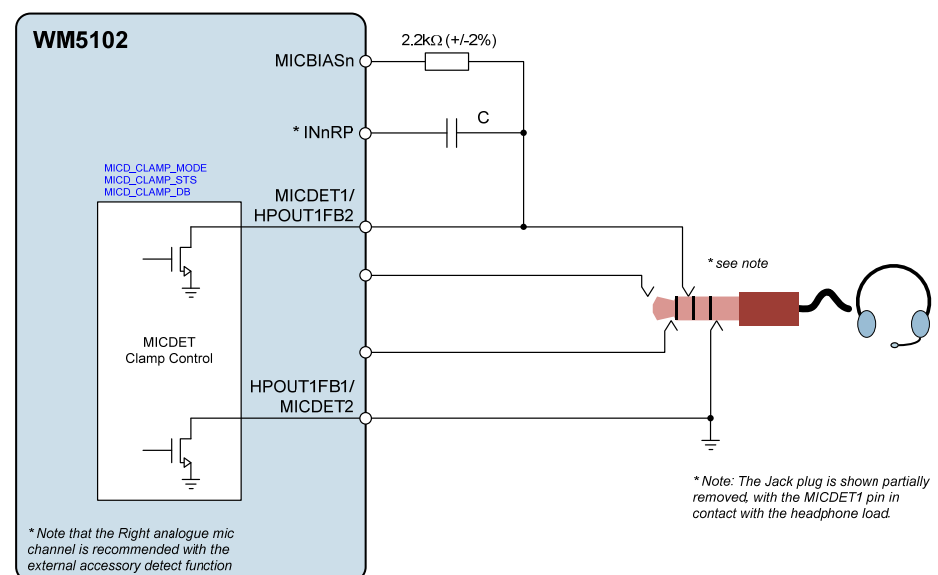 WM5102
2.2kΩ (+/-2%)
MICBIASn
C
* INnRP
MICD_CLAMP_MODE
MICD_CLAMP_STS
MICD_CLAMP_DB
MICDET1/
HPOUT1FB2
* see note
MICDET
Clamp Control
HPOUT1FB1/
MICDET2
* Note: The Jack plug is shown partially
removed, with the MICDET1 pin in
contact with the headphone load.
* Note that the Right analogue mic
channel is recommended with the
external accessory detect function